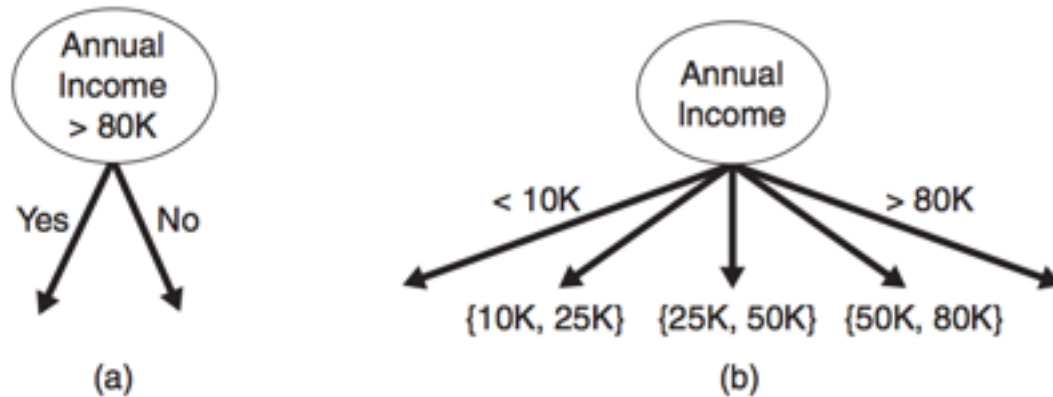 Annual
Income
> 80K
Yes
No
(a)
Annual
Income
< 10K
> 80K
{10K, 25K}
{25K, 50K}
{50K, 80K}
(b)